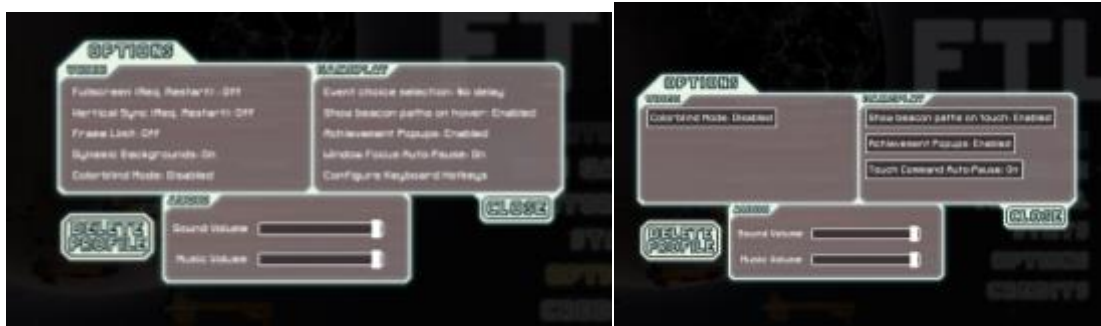 FTL
OPTIONS
VIDEO
Fullscreen (Req. Restart) : Off
Vertical Sync (Req. Restart): Off
Frame Limit: Off
Dynamic Backgrounds: On
Colorblind Mode: Disabled
GAMEPLAY
Event choice selection: No delay
Show beacon paths on hover: Enabled
Achievement Popups: Enabled
Window Focus Auto-Pause: On
Configure Keyboard Hotkeys
AUDIO
Sound Volume
Music Volume
DELETE
PROFILE
CLOSE
FTL
OPTIONS
VIDEO
Colorblind Mode: Disabled
GAMEPLAY
Show beacon paths on touch: Enabled
Achievement Popups: Enabled
Touch Command Auto-Pause: On
AUDIO
Sound Volume
Music Volume
DELETE
PROFILE
CLOSE
STATS
OPTIONS
CREDITS